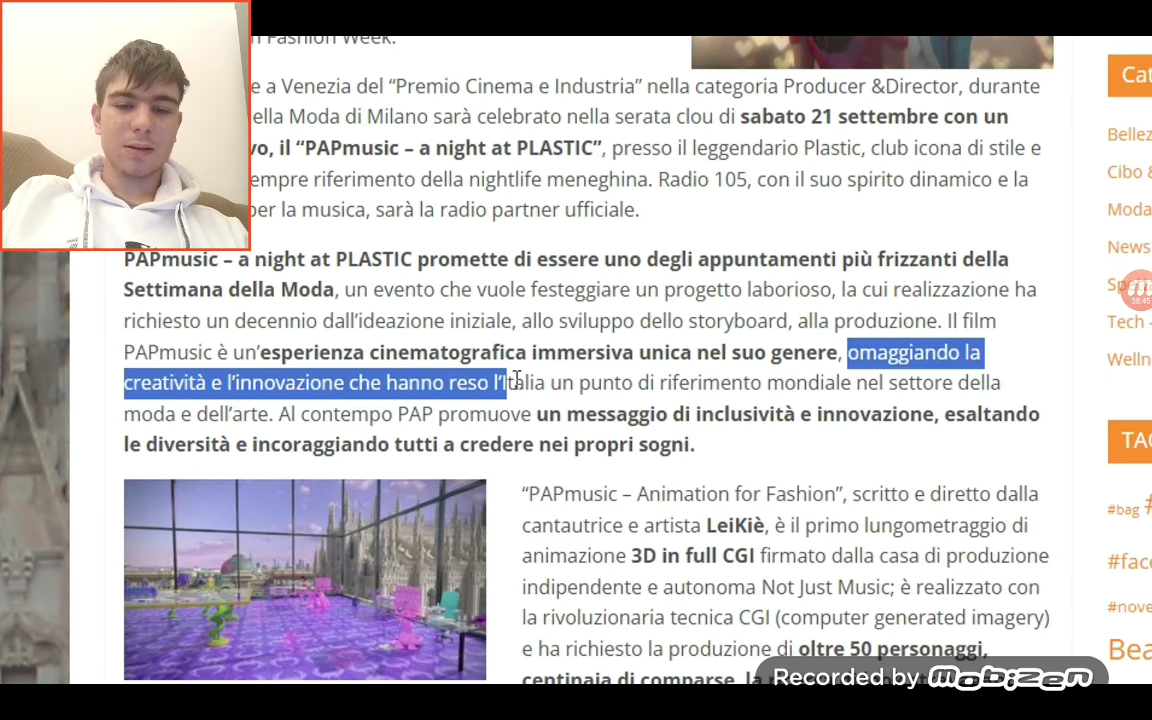 n Fashion Week.
e a Venezia del “Premio Cinema e Industria” nella categoria Producer &Director, durante
ella Moda di Milano sarà celebrato nella serata clou di sabato 21 settembre con un
vo, il “PAPmusic – a night at PLASTIC”, presso il leggendario Plastic, club icona di stile e
empre riferimento della nightlife meneghina. Radio 105, con il suo spirito dinamico e la
per la musica, sarà la radio partner ufficiale.
PAPmusic – a night at PLASTIC promette di essere uno degli appuntamenti più frizzanti della
Settimana della Moda, un evento che vuole festeggiare un progetto laborioso, la cui realizzazione ha
richiesto un decennio dall’ideazione iniziale, allo sviluppo dello storyboard, alla produzione. Il film
PAPmusic è un’esperienza cinematografica immersiva unica nel suo genere, omaggiando la
creatività e l’innovazione che hanno reso l’Italia un punto di riferimento mondiale nel settore della
moda e dell’arte. Al contempo PAP promuove un messaggio di inclusività e innovazione, esaltando
le diversità e incoraggiando tutti a credere nei propri sogni.
“PAPmusic – Animation for Fashion”, scritto e diretto dalla
cantautrice e artista LeiKiè, è il primo lungometraggio di
animazione 3D in full CGI firmato dalla casa di produzione
indipendente e autonoma Not Just Music; è realizzato con
la rivoluzionaria tecnica CGI (computer generated imagery)
e ha richiesto la produzione di oltre 50 personaggi,
centinaia di comparse, la
Cat
Bellez
Cibo &
Moda
News
Sp
Tech -
Wellne
36:45
TAG
#bag #
#face
#nove
Bea
Recorded by mobizen